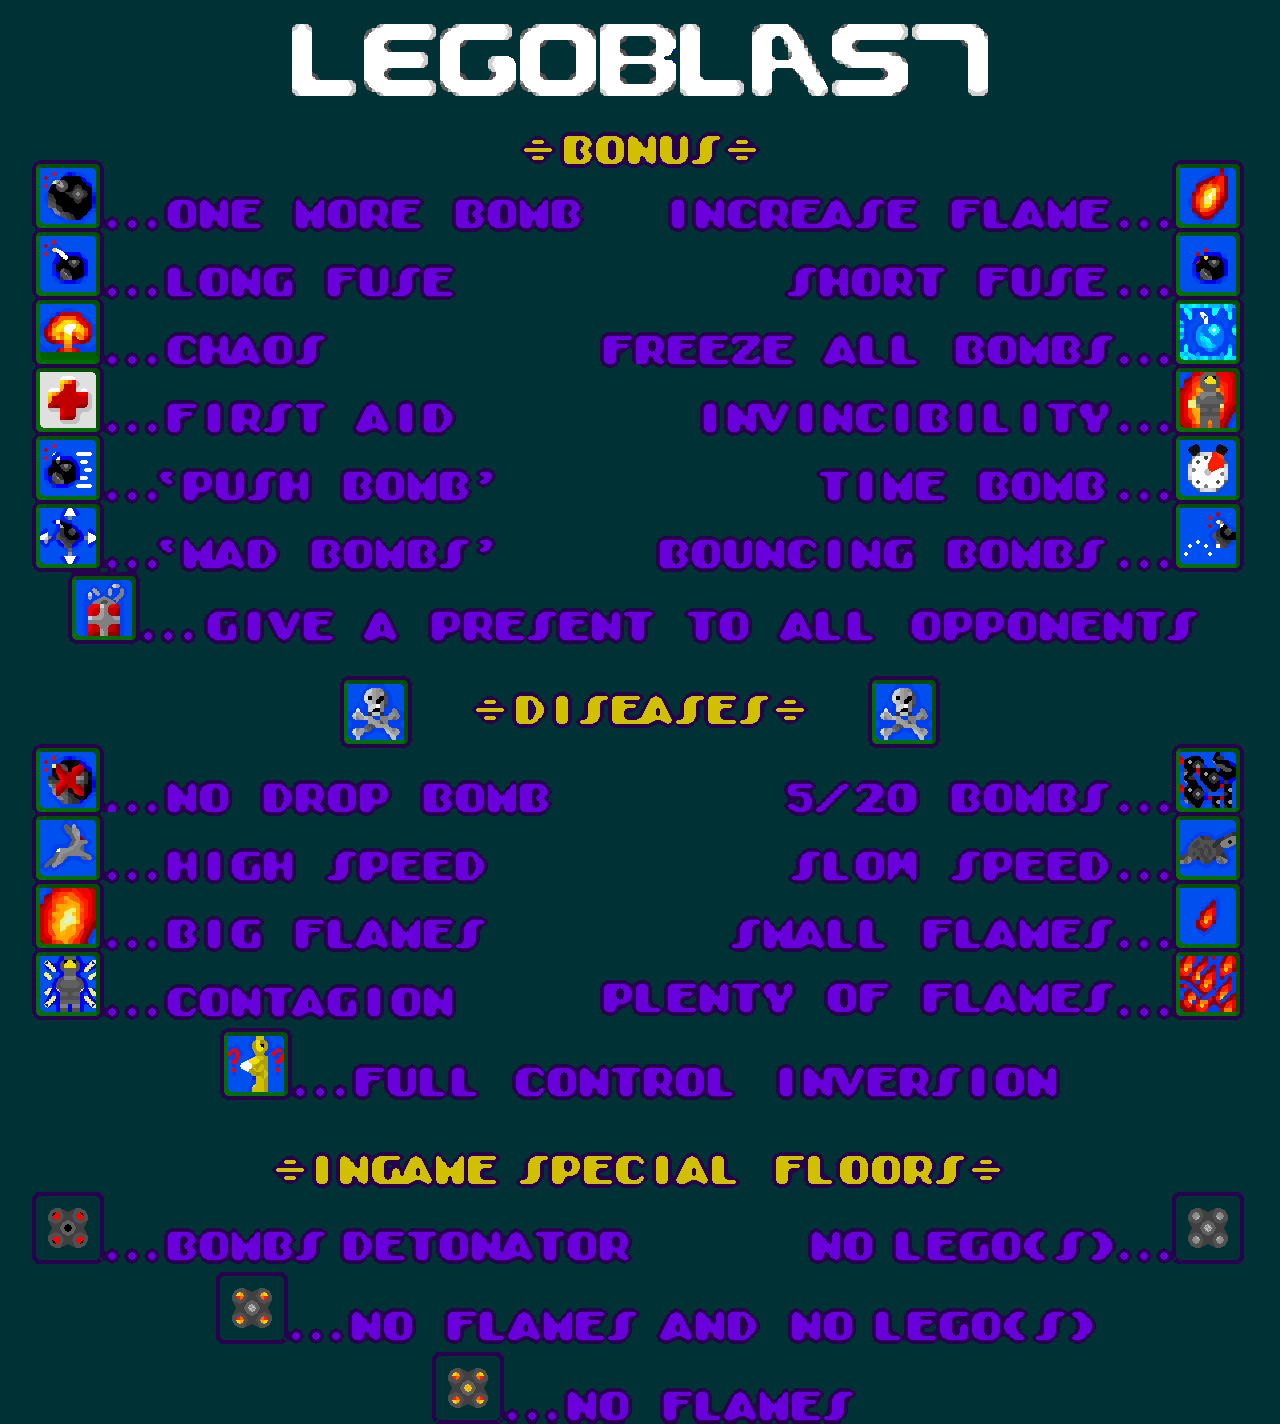 LEGOBLAST
÷BONUS÷
...ONE MORE BOMB INCREASE FLAME...
...LONG FUSE SHORT FUSE...
...CHAOS FREEZE ALL BOMBS...
...FIRST AID INVINCIBILITY...
...‘PUSH BOMB’ TIME BOMB...
...‘MAD BOMBS’ BOUNCING BOMBS...
...GIVE A PRESENT TO ALL OPPONENTS
÷DISEASES÷
...NO DROP BOMB 5/20 BOMBS...
...HIGH SPEED SLOW SPEED...
...BIG FLAMES SMALL FLAMES...
...CONTAGION PLENTY OF FLAMES...
...FULL CONTROL INVERSION
÷INGAME SPECIAL FLOORS÷
...BOMBS DETONATOR NO LEGO(S)...
...NO FLAMES AND NO LEGO(S)
...NO FLAMES